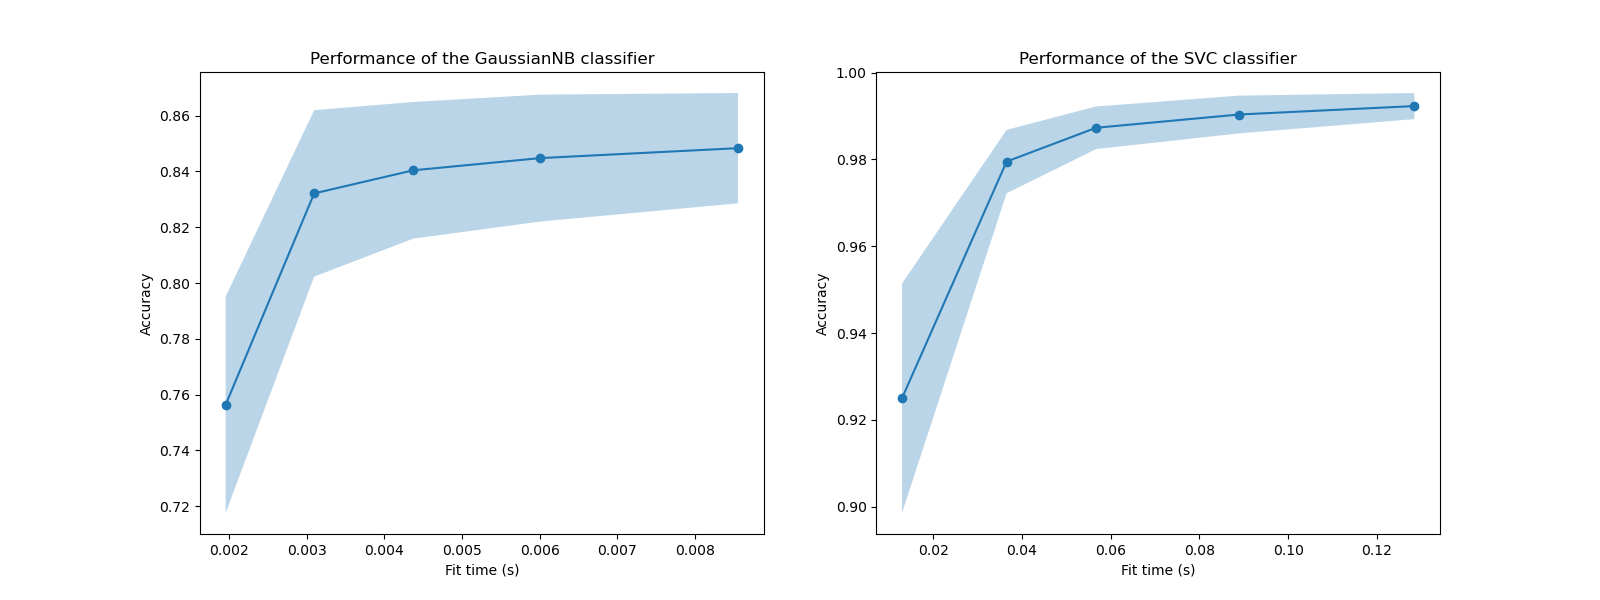 Performance of the GaussianNB classifier
Accuracy
0.86
0.84
0.82
0.80
0.78
0.76
0.74
0.72
0.002 0.003 0.004 0.005 0.006 0.007 0.008
Fit time (s)
Performance of the SVC classifier
Accuracy
1.00
0.98
0.96
0.94
0.92
0.90
0.02 0.04 0.06 0.08 0.10 0.12
Fit time (s)